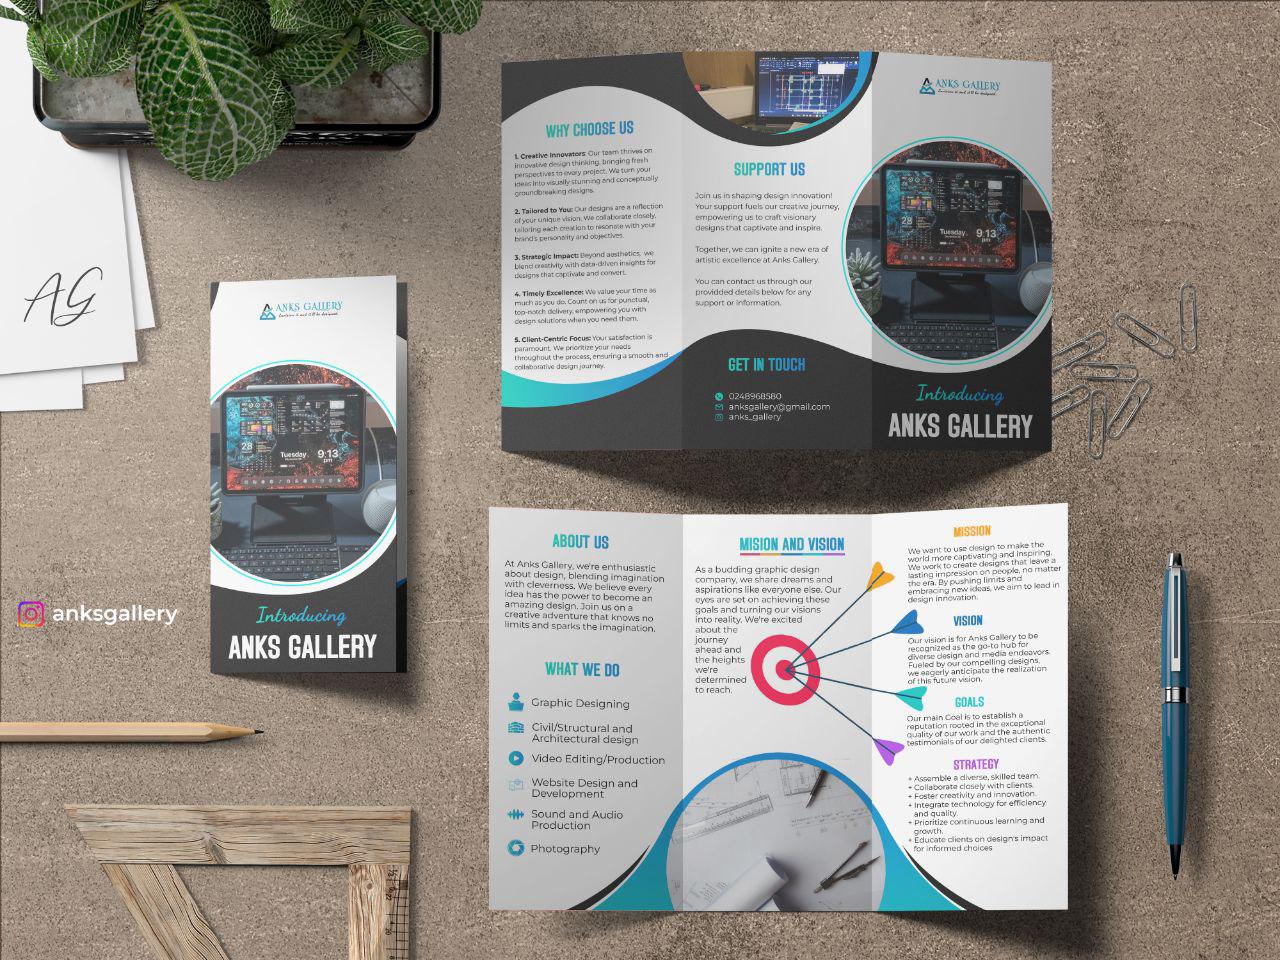 AG
ANKS GALLERY
Envision it and it'll be designed.
Tuesday
9:13
pm
28
Introducing
ANKS GALLERY
anksgallery
WHY CHOOSE US
1. Creative Innovators: Our team thrives on
innovative design thinking, bringing fresh
perspectives to every project. We turn your
ideas into visually stunning and conceptually
groundbreaking designs.
2. Tailored to You: Our designs are a reflection
of your unique vision. We collaborate closely,
tailoring each creation to resonate with your
brand's personality and objectives.
3. Strategic Impact: Beyond aesthetics, we
blend creativity with data-driven insights for
designs that captivate and convert.
4. Timely Excellence: We value your time as
much as you do. Count on us for punctual,
top-notch delivery, empowering you with
design solutions when you need them.
5. Client-Centric Focus: Your satisfaction is
paramount. We prioritize your needs
throughout the process, ensuring a smooth and
collaborative design journey.
SUPPORT US
Join us in shaping design innovation!
Your support fuels our creative journey,
empowering us to craft visionary
designs that captivate and inspire.
Together, we can ignite a new era of
artistic excellence at Anks Gallery.
You can contact us through our
providded details below for any
support or information.
GET IN TOUCH
0248968580
anksgallery@gmail.com
anks_gallery
ANKS GALLERY
Envision it and it'll be designed.
28
Tuesday
9:13
pm
Introducing
ANKS GALLERY
ABOUT US
At Anks Gallery, we're enthusiastic
about design, blending imagination
with cleverness. We believe every
idea has the power to become an
amazing design. Join us on a
creative adventure that knows no
limits and sparks the imagination.
WHAT WE DO
Graphic Designing
Civil/Structural and
Architectural design
Video Editing/Production
Website Design and
Development
Sound and Audio
Production
Photography
MISION AND VISION
As a budding graphic design
company, we share dreams and
aspirations like everyone else. Our
eyes are set on achieving these
goals and turning our visions
into reality. We're excited
about the
journey
ahead and
the heights
we're
determined
to reach.
MISSION
We want to use design to make the
world more captivating and inspiring.
We work to create designs that leave a
lasting impression on people, no matter
the era. By pushing limits and
embracing new ideas, we aim to lead in
design innovation.
VISION
Our vision is for Anks Gallery to be
recognized as the go-to hub for
diverse design and media endeavors.
Fueled by our compelling designs,
we eagerly anticipate the realization
of this future vision.
GOALS
Our main Goal is to establish a
reputation rooted in the exceptional
quality of our work and the authentic
testimonials of our delighted clients.
STRATEGY
+ Assemble a diverse, skilled team.
+ Collaborate closely with clients.
+ Foster creativity and innovation.
+ Integrate technology for efficiency
and quality.
+ Prioritize continuous learning and
growth.
+ Educate clients on design's impact
for informed choices